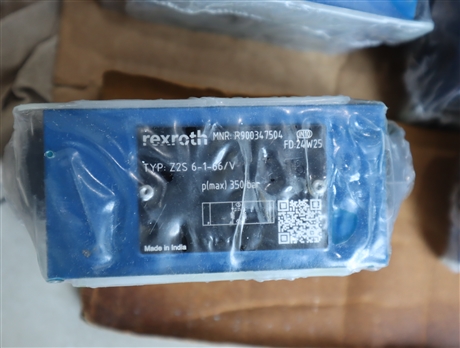 rexroth MNR: R900347504
FD 24W25
TYP: Z2S 6-1-66/V
p(max) 350 bar
Made in India